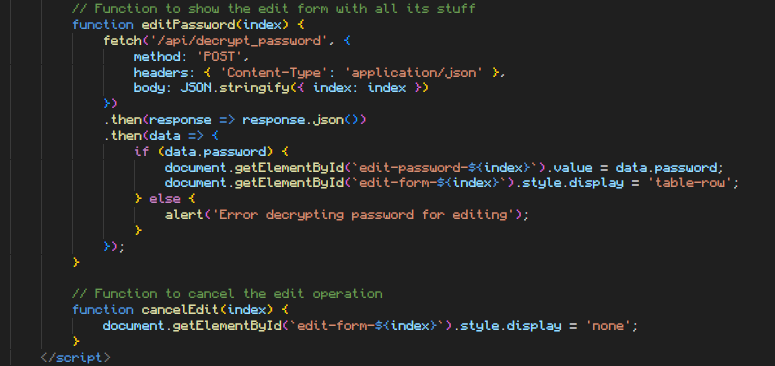 // Function to show the edit form with all its stuff
function editPassword(index) {
fetch('/api/decrypt_password', {
method: 'POST',
headers: { 'Content-Type': 'application/json' },
body: JSON.stringify({ index: index })
})
.then(response => response.json())
.then(data => {
if (data.password) {
document.getElementById(`edit-password-${index}`).value = data.password;
document.getElementById(`edit-form-${index}`).style.display = 'table-row';
} else {
alert('Error decrypting password for editing');
}
});
}
// Function to cancel the edit operation
function cancelEdit(index) {
document.getElementById(`edit-form-${index}`).style.display = 'none';
}
</script>